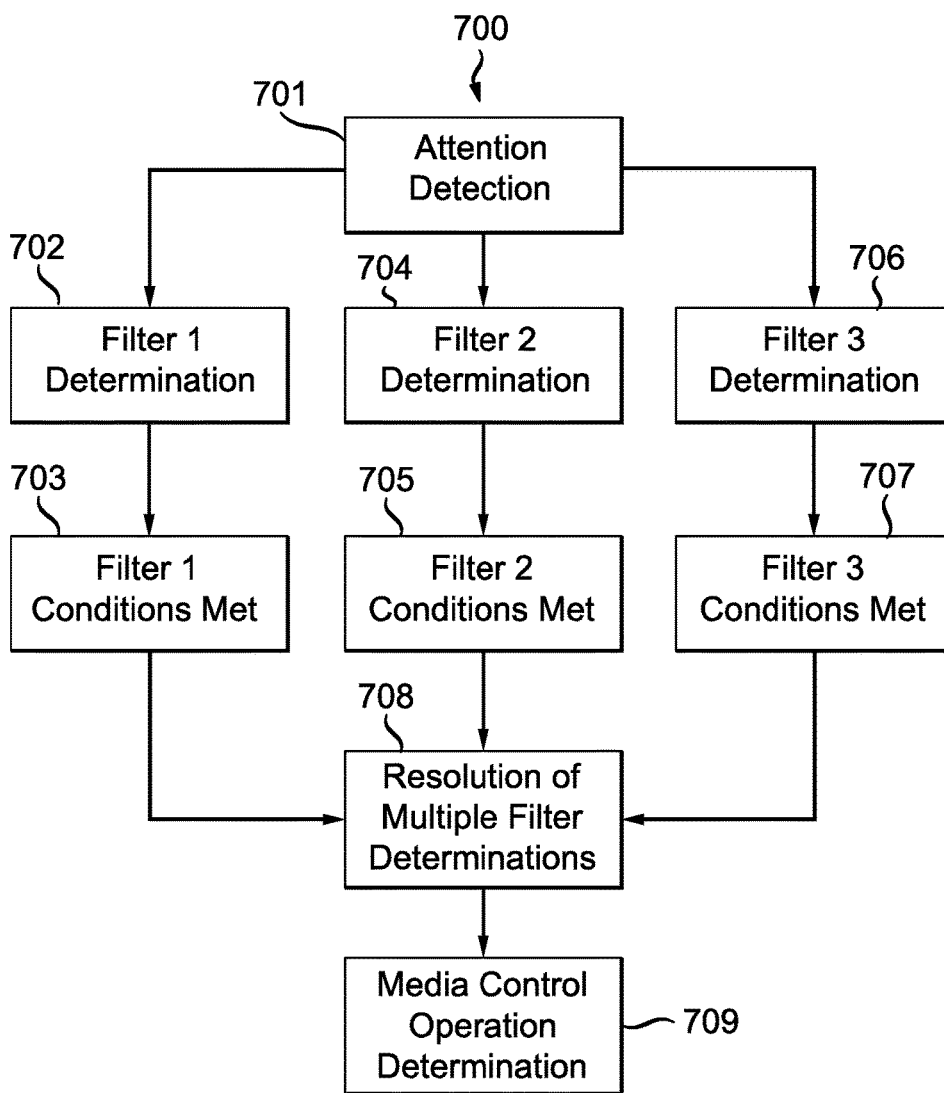 700
701
Attention
Detection
702
704
706
Filter 1
Determination
Filter 2
Determination
Filter 3
Determination
703
705
707
Filter 1
Conditions Met
Filter 2
Conditions Met
Filter 3
Conditions Met
708
Resolution of
Multiple Filter
Determinations
Media Control
Operation
Determination
709